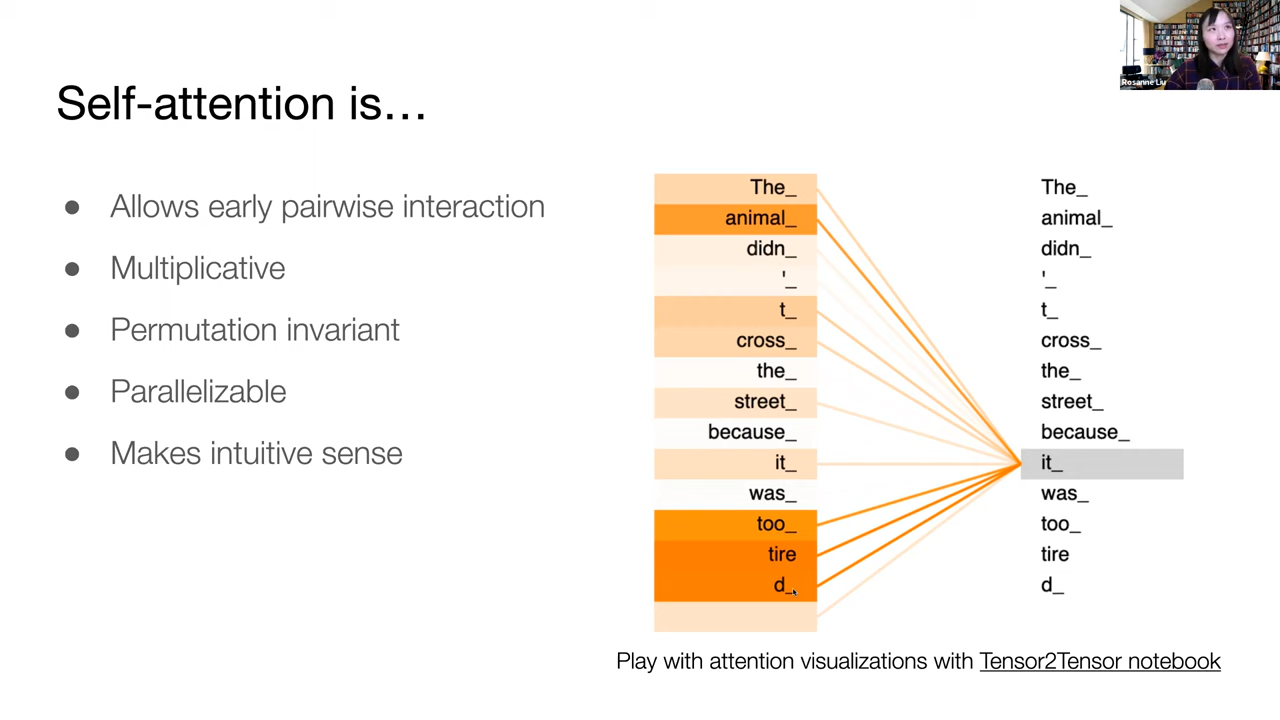 Rosanne Liu
Self-attention is…
● Allows early pairwise interaction
● Multiplicative
● Permutation invariant
● Parallelizable
● Makes intuitive sense
The_
animal_
didn_
'_
t_
cross_
the_
street_
because_
it_
was_
too_
tire
d_
The_
animal_
didn_
'_
t_
cross_
the_
street_
because_
it_
was_
too_
tire
d_
Play with attention visualizations with Tensor2Tensor notebook